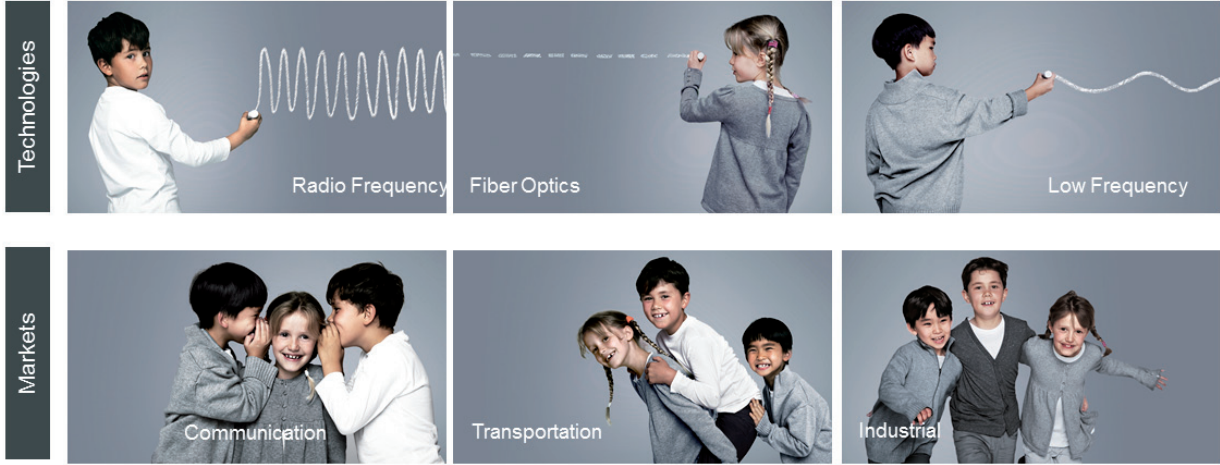 Technologies
Radio Frequency
Fiber Optics
Low Frequency
Markets
Communication
Transportation
Industrial